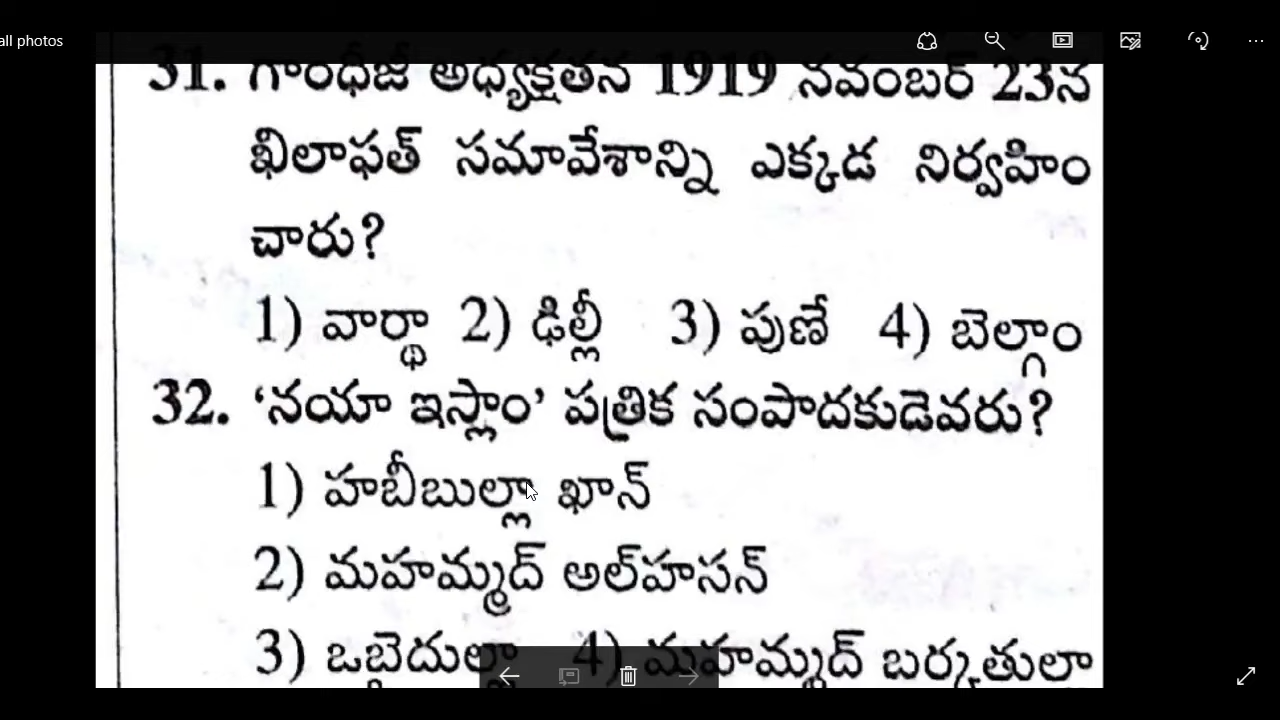 all photos
31. గాంధీజీ అధ్యక్షతన 1919 నవంబర్ 23న
ఖిలాఫత్ సమావేశాన్ని ఎక్కడ నిర్వహిం
చారు?
1) వార్ధా 2) ఢిల్లీ 3) పుణే 4) బెల్గాం
32. ‘నయా ఇస్లాం’ పత్రిక సంపాదకుడెవరు?
1) హబీబుల్లా ఖాన్
2) మహమ్మద్ అల్‌హసన్
3) ఒబైదుల్లా 4) మహమ్మద్ బర్కతులా